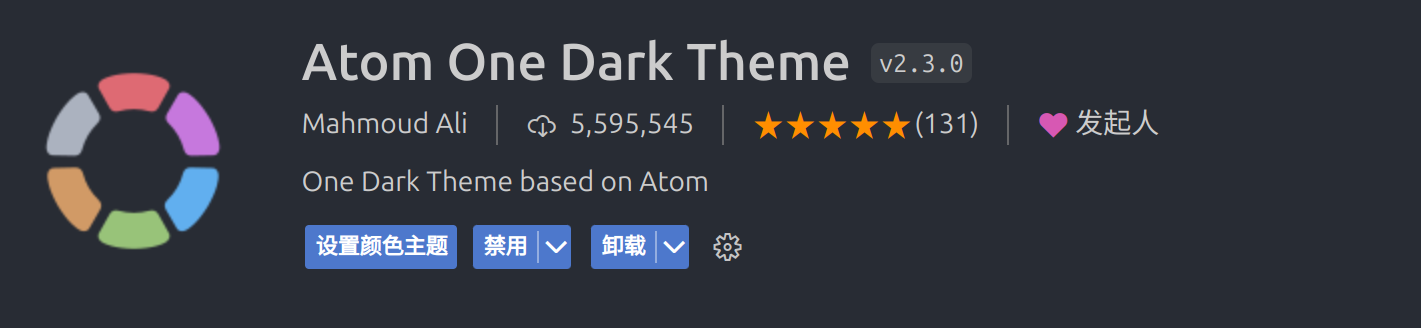 Atom One Dark Theme v2.3.0
Mahmoud Ali 5,595,545 ★★★★★(131) 发起人
One Dark Theme based on Atom
设置颜色主题 禁用 卸载